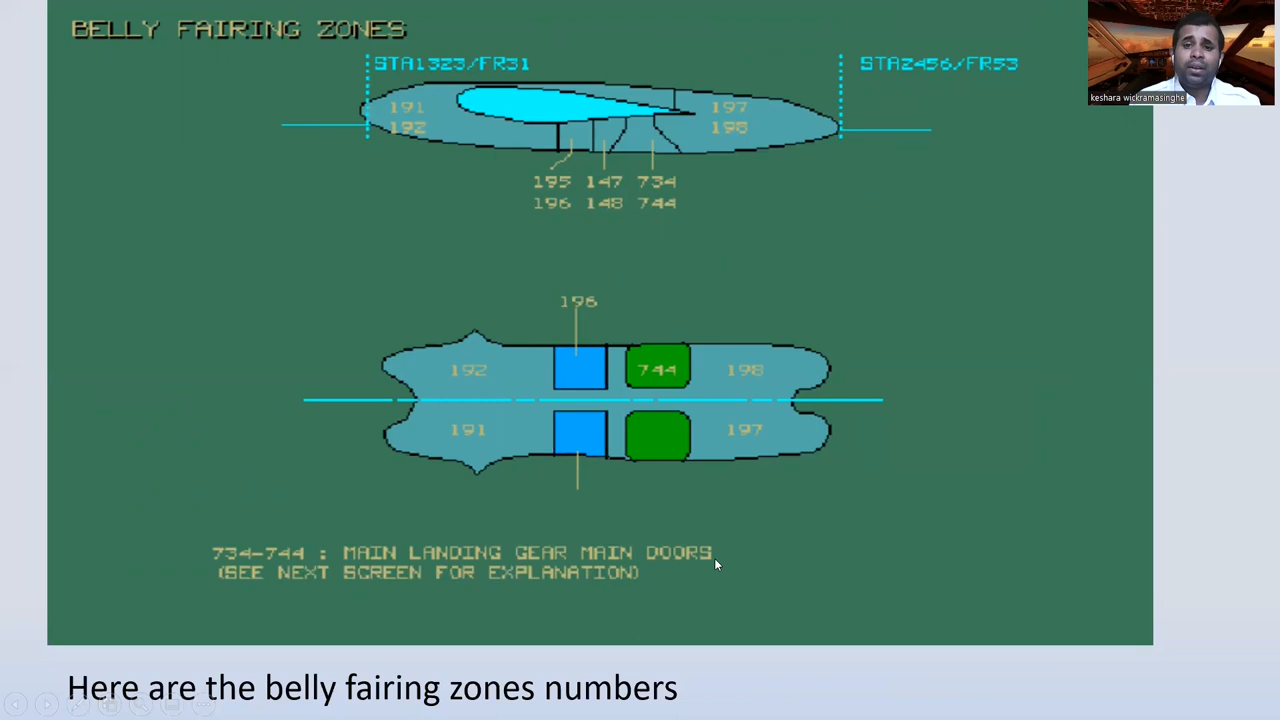 BELLY FAIRING ZONES
STA1323/FR31
STA2456/FR53
keshara wickramasinghe
191
197
192
198
195 147 734
196 148 744
196
192
744
198
191
197
734-744 : MAIN LANDING GEAR MAIN DOORS
(SEE NEXT SCREEN FOR EXPLANATION)
Here are the belly fairing zones numbers